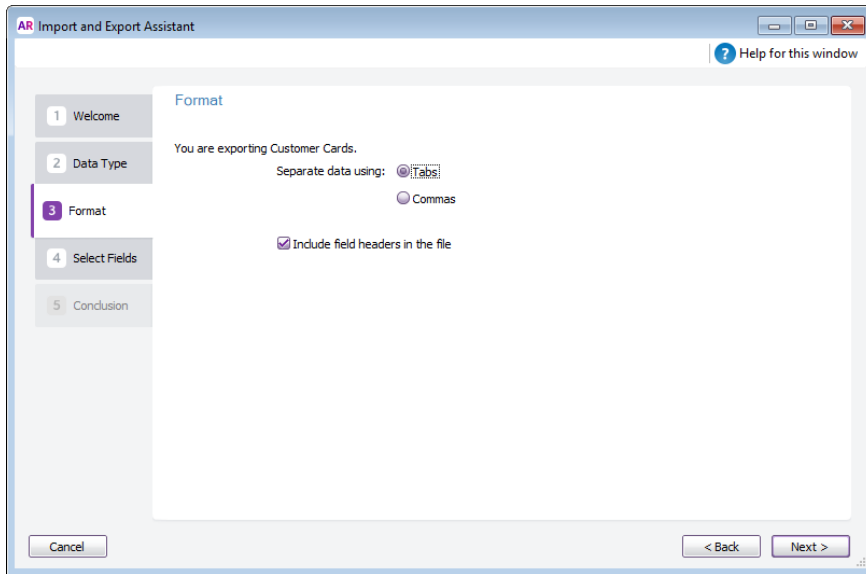 AR Import and Export Assistant
? Help for this window
1 Welcome
2 Data Type
3 Format
4 Select Fields
5 Conclusion
Format
You are exporting Customer Cards.
Separate data using: Tabs
Commas
Include field headers in the file
Cancel
< Back Next >